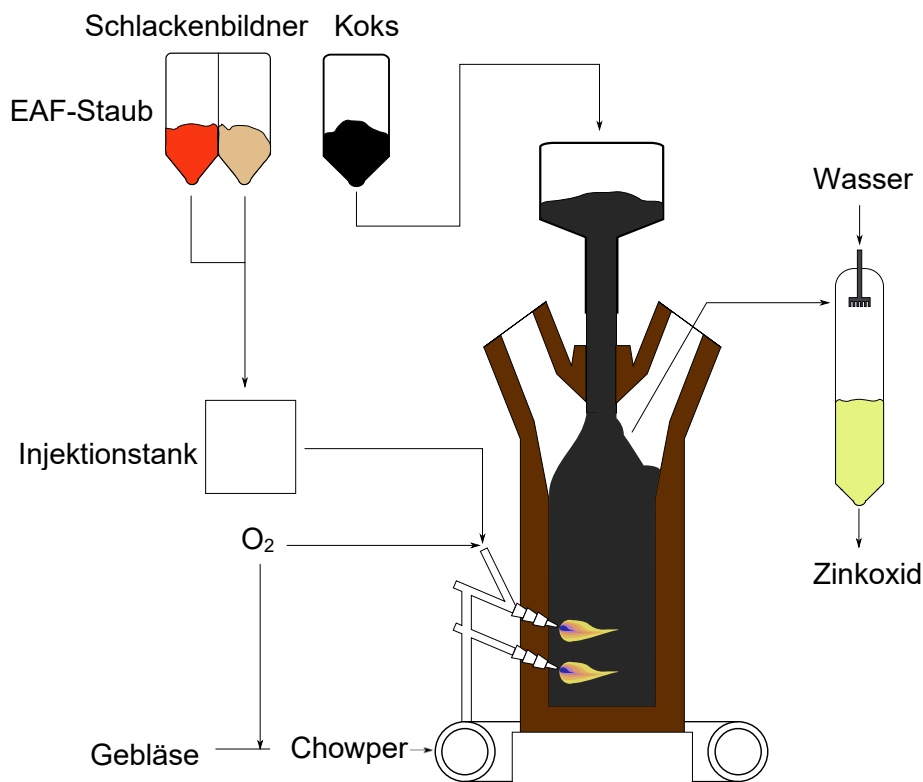 Schlackenbildner
Koks
EAF-Staub
Wasser
Injektionstank
O₂
Zinkoxid
Gebläse
Chowper